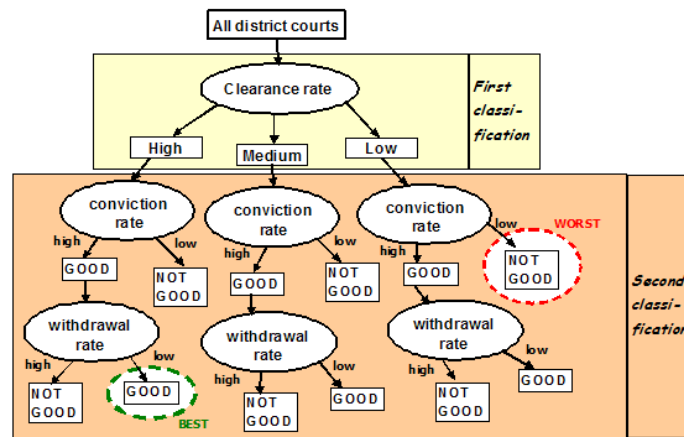 All district courts
Clearance rate
First
classi-
fication
High
Medium
Low
conviction
rate
conviction
rate
conviction
rate
high
low
high
low
high
low
WORST
GOOD
NOT
GOOD
GOOD
NOT
GOOD
GOOD
NOT
GOOD
Second
classi-
fication
withdrawal
rate
withdrawal
rate
withdrawal
rate
high
low
high
low
high
low
NOT
GOOD
GOOD
BEST
NOT
GOOD
GOOD
NOT
GOOD
GOOD